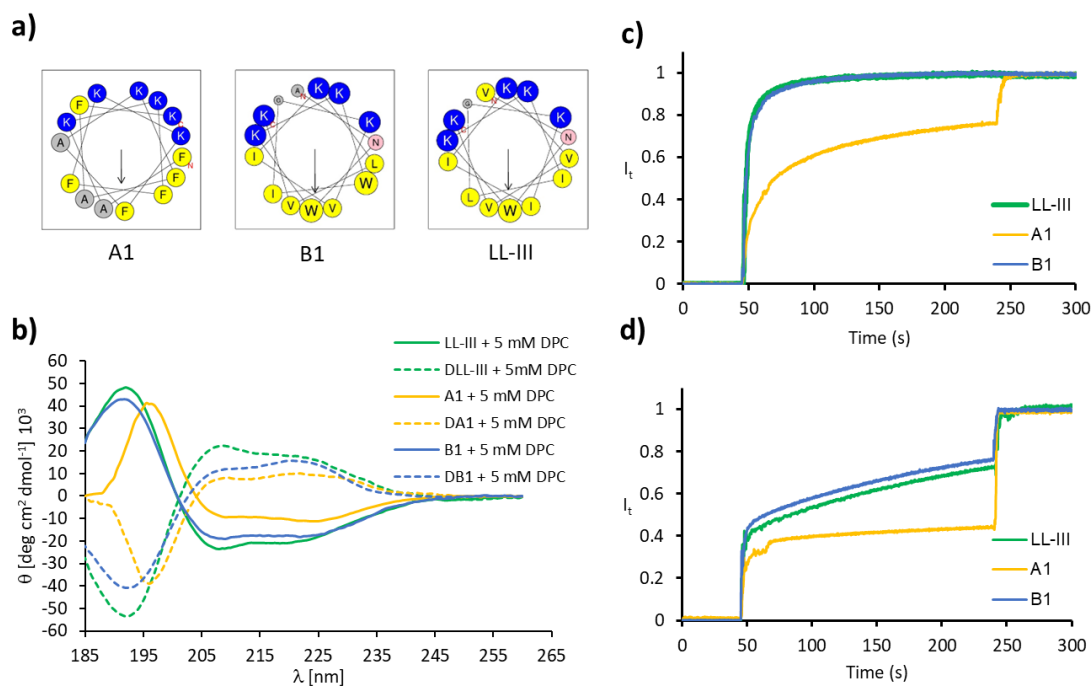 a)
K K K K K K F F F F F F A A A N
A1
K K K K K A G N N I I V W V W L
B1
K K K K K V G N N I L V W I I V
LL-III
b)
60
50
40
30
20
10
0
-10
-20
-30
-40
-50
-60
θ [deg cm² dmol⁻¹] 10³
LL-III + 5 mM DPC
DLL-III + 5mM DPC
A1 + 5 mM DPC
DA1 + 5 mM DPC
B1 + 5 mM DPC
DB1 + 5 mM DPC
185 195 205 215 225 235 245 255 265
λ [nm]
c)
1
0.8
0.6
0.4
0.2
0
It
LL-III
A1
B1
0 50 100 150 200 250 300
Time (s)
d)
1
0.8
0.6
0.4
0.2
0
It
LL-III
A1
B1
0 50 100 150 200 250 300
Time (s)